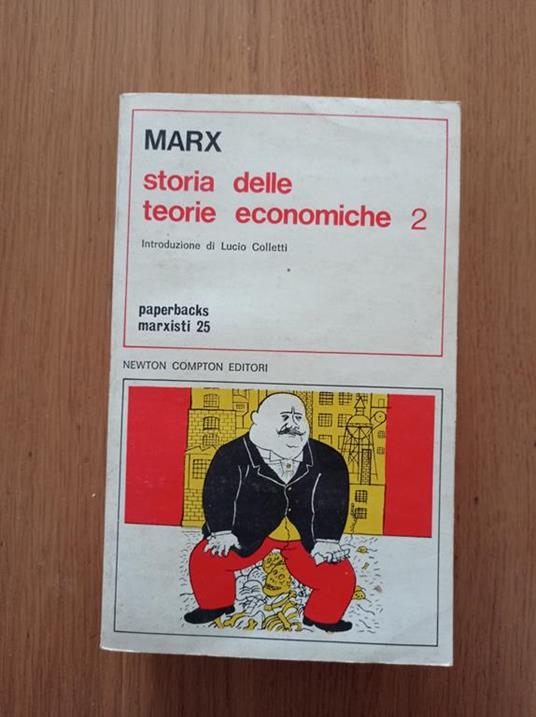 MARX
storia delle
teorie economiche 2
Introduzione di Lucio Colletti
paperbacks
marxisti 25
NEWTON COMPTON EDITORI